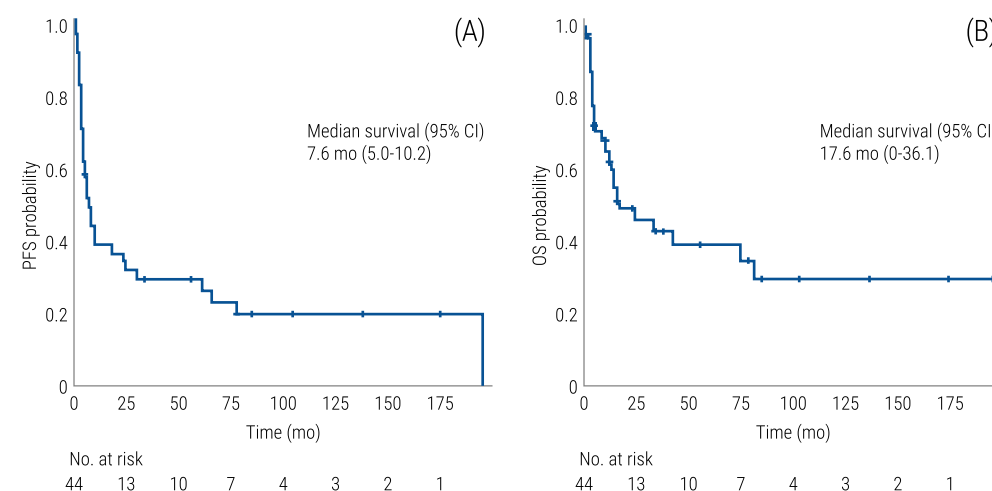 (A)
1.0
0.8
0.6
0.4
0.2
0
PFS probability
Median survival (95% CI)
7.6 mo (5.0-10.2)
0 25 50 75 100 125 150 175
Time (mo)
No. at risk
44 13 10 7 4 3 2 1
(B)
1.0
0.8
0.6
0.4
0.2
0
OS probability
Median survival (95% CI
17.6 mo (0-36.1)
0 25 50 75 100 125 150 175
Time (mo)
No. at risk
44 13 10 7 4 3 2 1